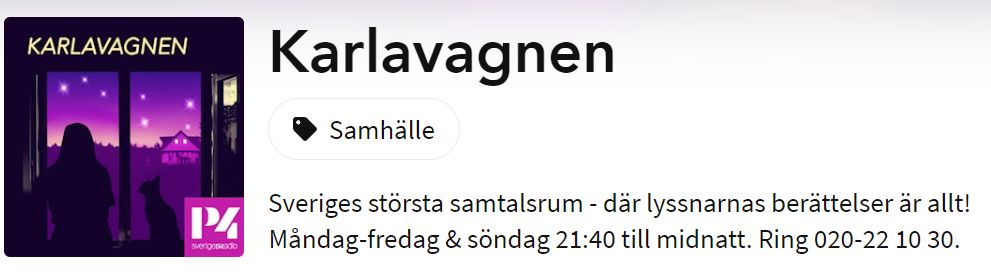 KARLAVAGNEN
P4
sverigesradio
Karlavagnen
Samhälle
Sveriges största samtalsrum - där lyssnarnas berättelser är allt!
Måndag-fredag & söndag 21:40 till midnatt. Ring 020-22 10 30.